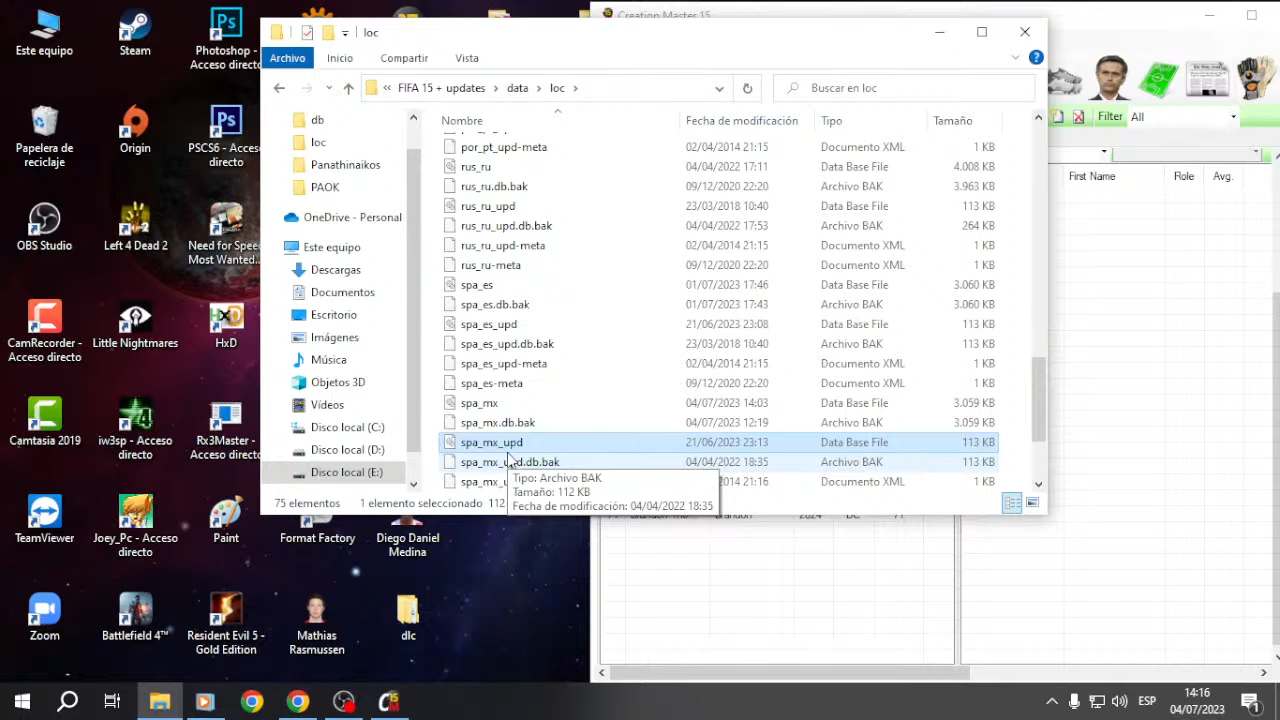 Este equipo
Steam
Photoshop -
Acceso direct
Papelera de
reciclaje
Origin
PSCS6 - Acceso
directo
OBS Studio
Left 4 Dead 2
Need for Speed
Most Wanted...
CamRecorder -
Acceso directo
Little Nightmares
HxD
Camtasia 2019
iw3sp - Acceso
directo
Rx3Master -
Acceso directo
TeamViewer
Joey_Pc - Acceso
directo
Paint
Format Factory
Diego Daniel
Medina
Zoom
Battlefield 4™
Resident Evil 5 -
Gold Edition
Mathias
Rasmussen
dlc
loc
Archivo
Inicio
Compartir
Vista
FIFA 15 + updates
data
loc
Buscar en loc
db
loc
Panathinaikos
PAOK
OneDrive - Personal
Este equipo
Descargas
Documentos
Escritorio
Imágenes
Música
Objetos 3D
Vídeos
Disco local (C:)
Disco local (D:)
Disco local (E:)
Nombre Fecha de modificación Tipo Tamaño
por_pt_upd-meta 02/04/2014 21:15 Documento XML 1 KB
rus_ru 04/04/2022 17:11 Data Base File 4.008 KB
rus_ru.db.bak 09/12/2020 22:20 Archivo BAK 3.963 KB
rus_ru_upd 23/03/2018 10:40 Data Base File 113 KB
rus_ru_upd.db.bak 04/04/2022 17:53 Archivo BAK 264 KB
rus_ru_upd-meta 02/04/2014 21:15 Documento XML 1 KB
rus_ru-meta 09/12/2020 22:20 Documento XML 1 KB
spa_es 01/07/2023 17:46 Data Base File 3.060 KB
spa_es.db.bak 01/07/2023 17:43 Archivo BAK 3.060 KB
spa_es_upd 21/06/2023 23:08 Data Base File 113 KB
spa_es_upd.db.bak 23/03/2018 10:40 Archivo BAK 113 KB
spa_es_upd-meta 02/04/2014 21:15 Documento XML 1 KB
spa_es-meta 09/12/2020 22:20 Documento XML 1 KB
spa_mx 04/07/2023 14:03 Data Base File 3.059 KB
spa_mx.db.bak 04/07/2023 12:19 Archivo BAK 3.059 KB
spa_mx_upd 21/06/2023 23:13 Data Base File 113 KB
spa_mx_upd.db.bak 04/04/2022 18:35 Archivo BAK 113 KB
spa_mx_u 2014 21:16 Documento XML 1 KB
Tipo: Archivo BAK
Tamaño: 112 KB
Fecha de modificación: 04/04/2022 18:35
75 elementos 1 elemento seleccionado 112
Creation Master 15
Filter All
First Name Role Avg.
ESP
14:16
04/07/2023
1